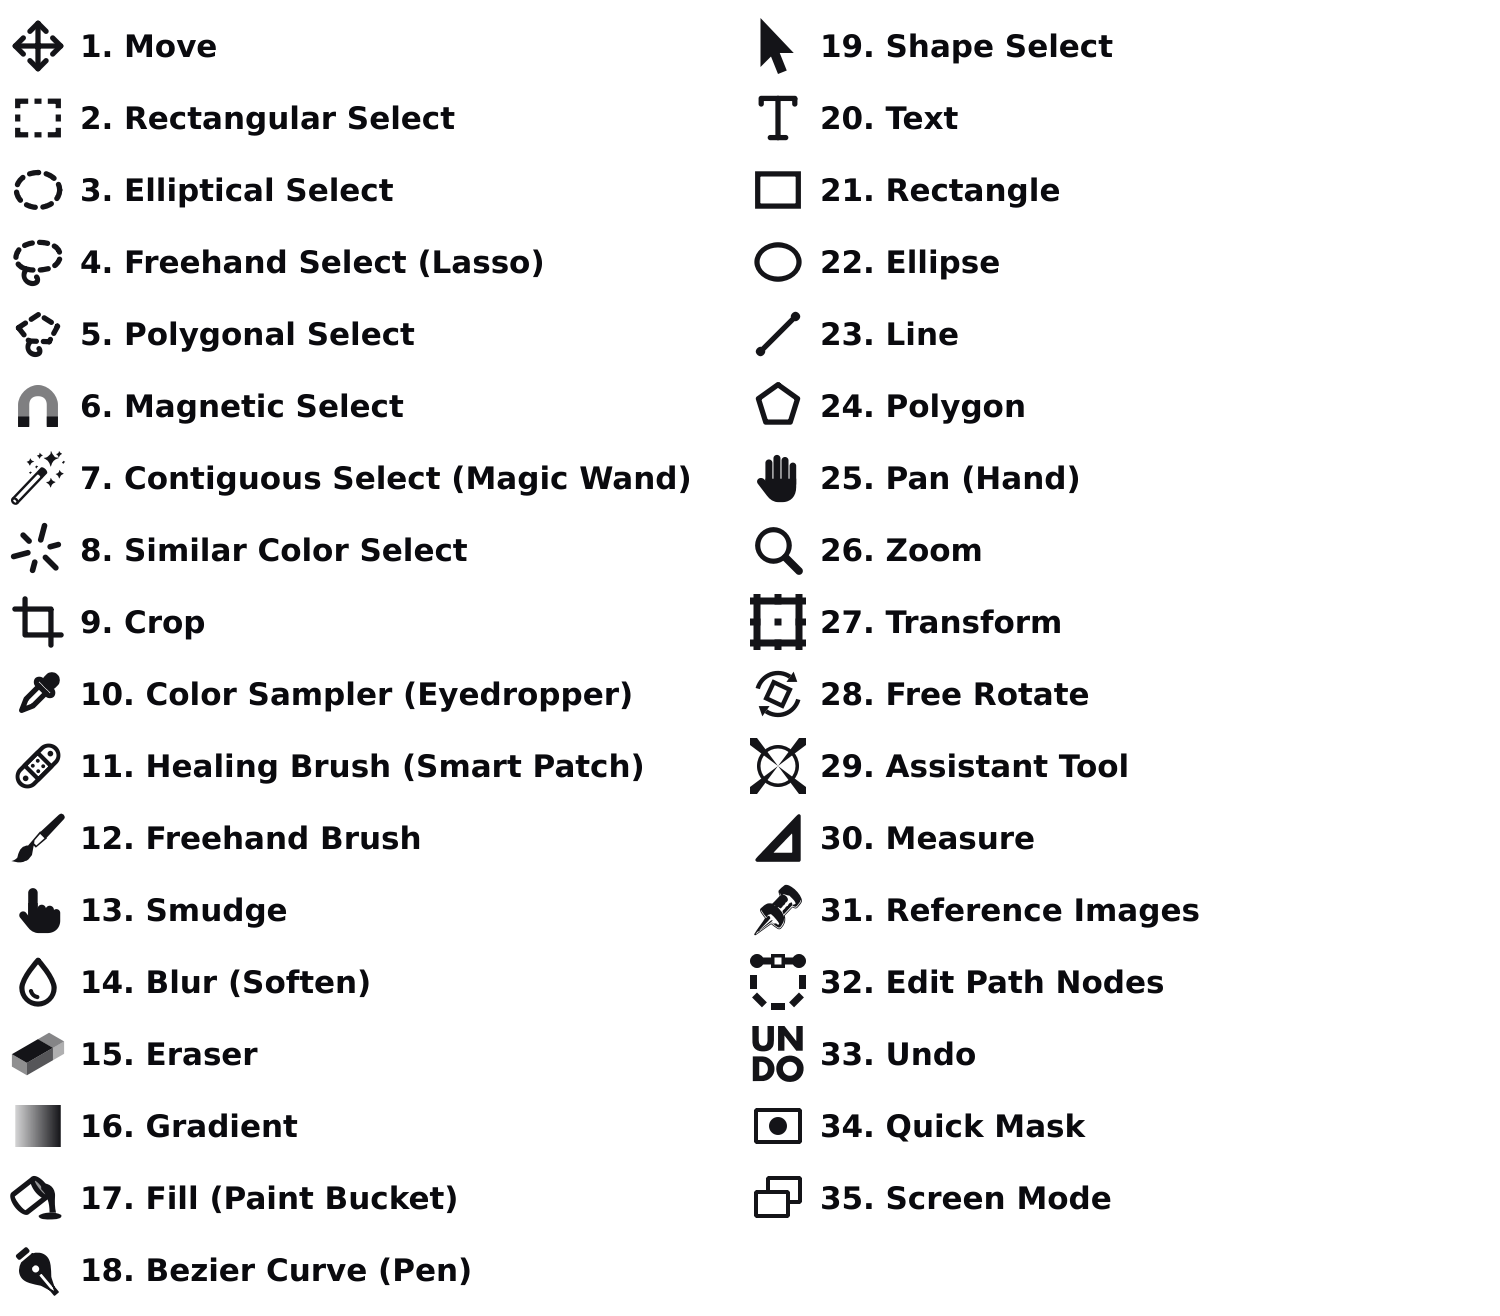 1. Move
2. Rectangular Select
3. Elliptical Select
4. Freehand Select (Lasso)
5. Polygonal Select
6. Magnetic Select
7. Contiguous Select (Magic Wand)
8. Similar Color Select
9. Crop
10. Color Sampler (Eyedropper)
11. Healing Brush (Smart Patch)
12. Freehand Brush
13. Smudge
14. Blur (Soften)
15. Eraser
16. Gradient
17. Fill (Paint Bucket)
18. Bezier Curve (Pen)
19. Shape Select
20. Text
21. Rectangle
22. Ellipse
23. Line
24. Polygon
25. Pan (Hand)
26. Zoom
27. Transform
28. Free Rotate
29. Assistant Tool
30. Measure
31. Reference Images
32. Edit Path Nodes
UN
DO
33. Undo
34. Quick Mask
35. Screen Mode